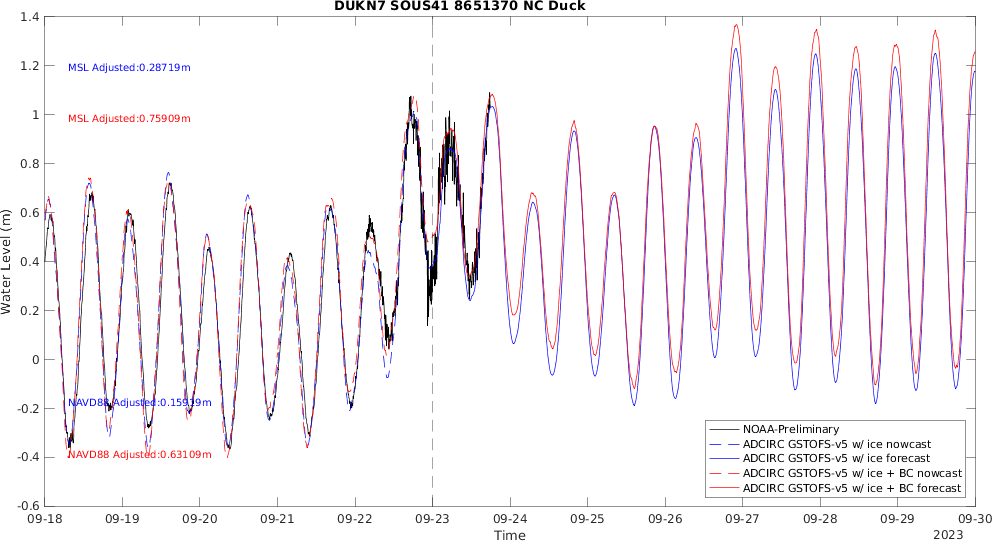 DUKN7 SOUS41 8651370 NC Duck
1.4
1.2
1
0.8
0.6
0.4
0.2
0
-0.2
-0.4
-0.6
Water Level (m)
MSL Adjusted:0.28719m
MSL Adjusted:0.75909m
NAVD88 Adjusted:0.15939m
NAVD88 Adjusted:0.63109m
NOAA-Preliminary
ADCIRC GSTOFS-v5 w/ ice nowcast
ADCIRC GSTOFS-v5 w/ ice forecast
ADCIRC GSTOFS-v5 w/ ice + BC nowcast
ADCIRC GSTOFS-v5 w/ ice + BC forecast
09-18 09-19 09-20 09-21 09-22 09-23 09-24 09-25 09-26 09-27 09-28 09-29 09-30
Time
2023